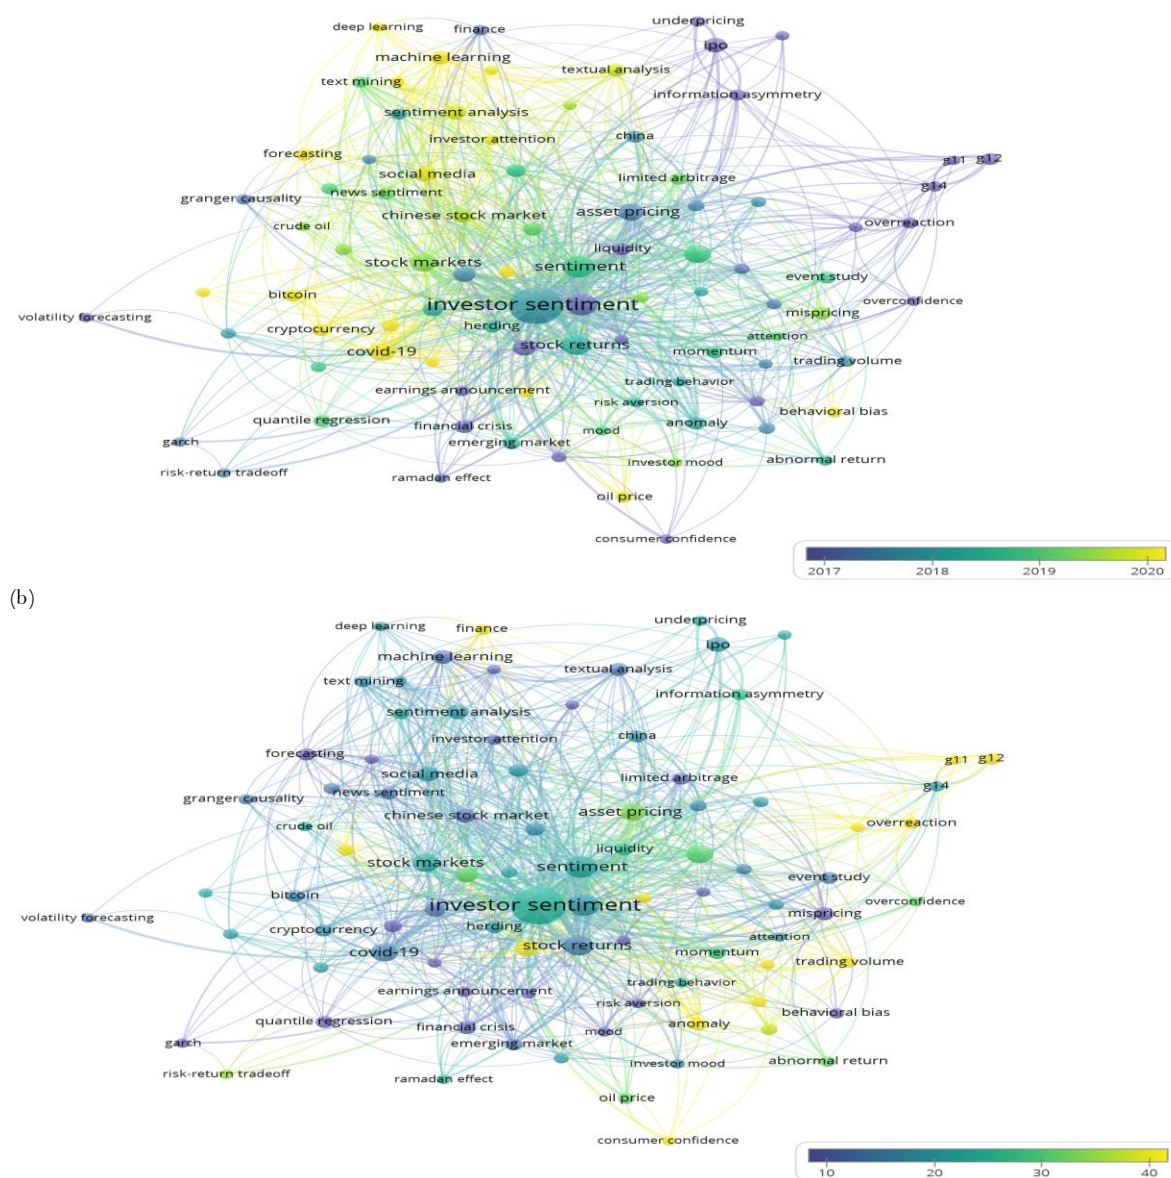 underpricing
deep learning
finance
ipo
machine learning
textual analysis
text mining
information asymmetry
sentiment analysis
china
investor attention
forecasting
g11 g12
social media
limited arbitrage
g14
news sentiment
granger causality
chinese stock market
asset pricing
crude oil
overreaction
liquidity
stock markets
sentiment
event study
bitcoin
investor sentiment
overconfidence
volatility forecasting
mispricing
cryptocurrency
herding
attention
covid-19
stock returns
momentum
trading volume
earnings announcement
trading behavior
risk aversion
behavioral bias
quantile regression
financial crisis
mood
anomaly
garch
emerging market
abnormal return
risk-return tradeoff
ramadan effect
investor mood
oil price
consumer confidence
2017 2018 2019 2020
(b)
underpricing
deep learning
finance
ipo
machine learning
textual analysis
text mining
information asymmetry
sentiment analysis
china
investor attention
forecasting
g11 g12
social media
limited arbitrage
g14
news sentiment
granger causality
chinese stock market
asset pricing
crude oil
overreaction
liquidity
stock markets
sentiment
event study
bitcoin
investor sentiment
overconfidence
volatility forecasting
mispricing
cryptocurrency
herding
attention
covid-19
stock returns
momentum
trading volume
trading behavior
earnings announcement
risk aversion
behavioral bias
quantile regression
financial crisis
mood
anomaly
garch
emerging market
abnormal return
risk-return tradeoff
ramadan effect
investor mood
oil price
consumer confidence
10 20 30 40